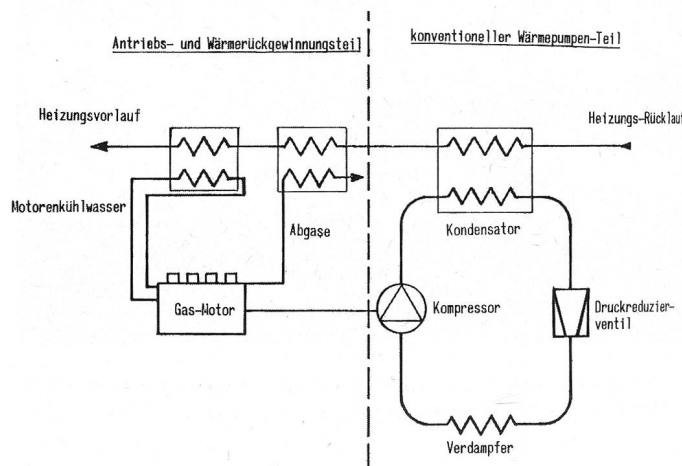 Antriebs- und Wärmerückgewinnungsteil
konventioneller Wärmepumpen-Teil
Heizungsvorlauf
Heizungs-Rücklauf
Motorenkühlwasser
Abgase
Kondensator
Gas-Motor
Kompressor
Druckreduzier-
ventil
Verdampfer